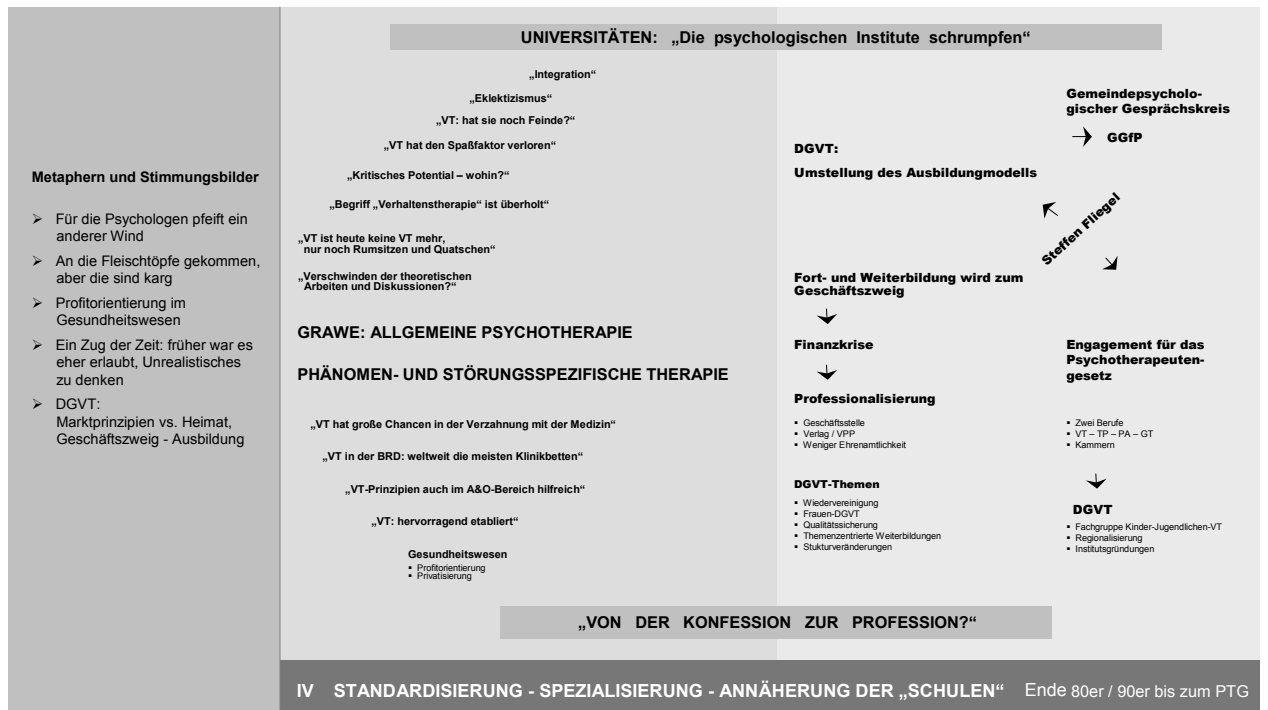 UNIVERSITÄTEN: „Die psychologischen Institute schrumpfen“
Metaphern und Stimmungsbilder
➢ Für die Psychologen pfeift ein
anderer Wind
➢ An die Fleischtöpfe gekommen,
aber die sind karg
➢ Profitorientierung im
Gesundheitswesen
➢ Ein Zug der Zeit: früher war es
eher erlaubt, Unrealistisches
zu denken
➢ DGVT:
Marktprinzipien vs. Heimat,
Geschäftszweig - Ausbildung
„Integration“
„Eklektizismus“
„VT: hat sie noch Feinde?“
„VT hat den Spaßfaktor verloren“
„Kritisches Potential – wohin?“
„Begriff „Verhaltenstherapie“ ist überholt“
„VT ist heute keine VT mehr,
nur noch Rumsitzen und Quatschen“
„Verschwinden der theoretischen
Arbeiten und Diskussionen?“
GRAWE: ALLGEMEINE PSYCHOTHERAPIE
PHÄNOMEN- UND STÖRUNGSSPEZIFISCHE THERAPIE
„VT hat große Chancen in der Verzahnung mit der Medizin“
„VT in der BRD: weltweit die meisten Klinikbetten“
„VT-Prinzipien auch im A&O-Bereich hilfreich“
„VT: hervorragend etabliert“
Gesundheitswesen
▪ Profitorientierung
▪ Privatisierung
DGVT:
Umstellung des Ausbildungmodells
Fort- und Weiterbildung wird zum
Geschäftszweig
Finanzkrise
Professionalisierung
▪ Geschäftsstelle
▪ Verlag / VPP
▪ Weniger Ehrenamtlichkeit
DGVT-Themen
▪ Wiedervereinigung
▪ Frauen-DGVT
▪ Qualitätssicherung
▪ Themenzentrierte Weiterbildungen
▪ Stukturveränderungen
Gemeindepsycholo-
gischer Gesprächskreis
GGfP
Steffen Fliegel
Engagement für das
Psychotherapeuten-
gesetz
▪ Zwei Berufe
▪ VT – TP – PA – GT
▪ Kammern
DGVT
▪ Fachgruppe Kinder-Jugendlichen-VT
▪ Regionalisierung
▪ Institutsgründungen
„VON DER KONFESSION ZUR PROFESSION?“
IV STANDARDISIERUNG - SPEZIALISIERUNG - ANNÄHERUNG DER „SCHULEN“ Ende 80er / 90er bis zum PTG